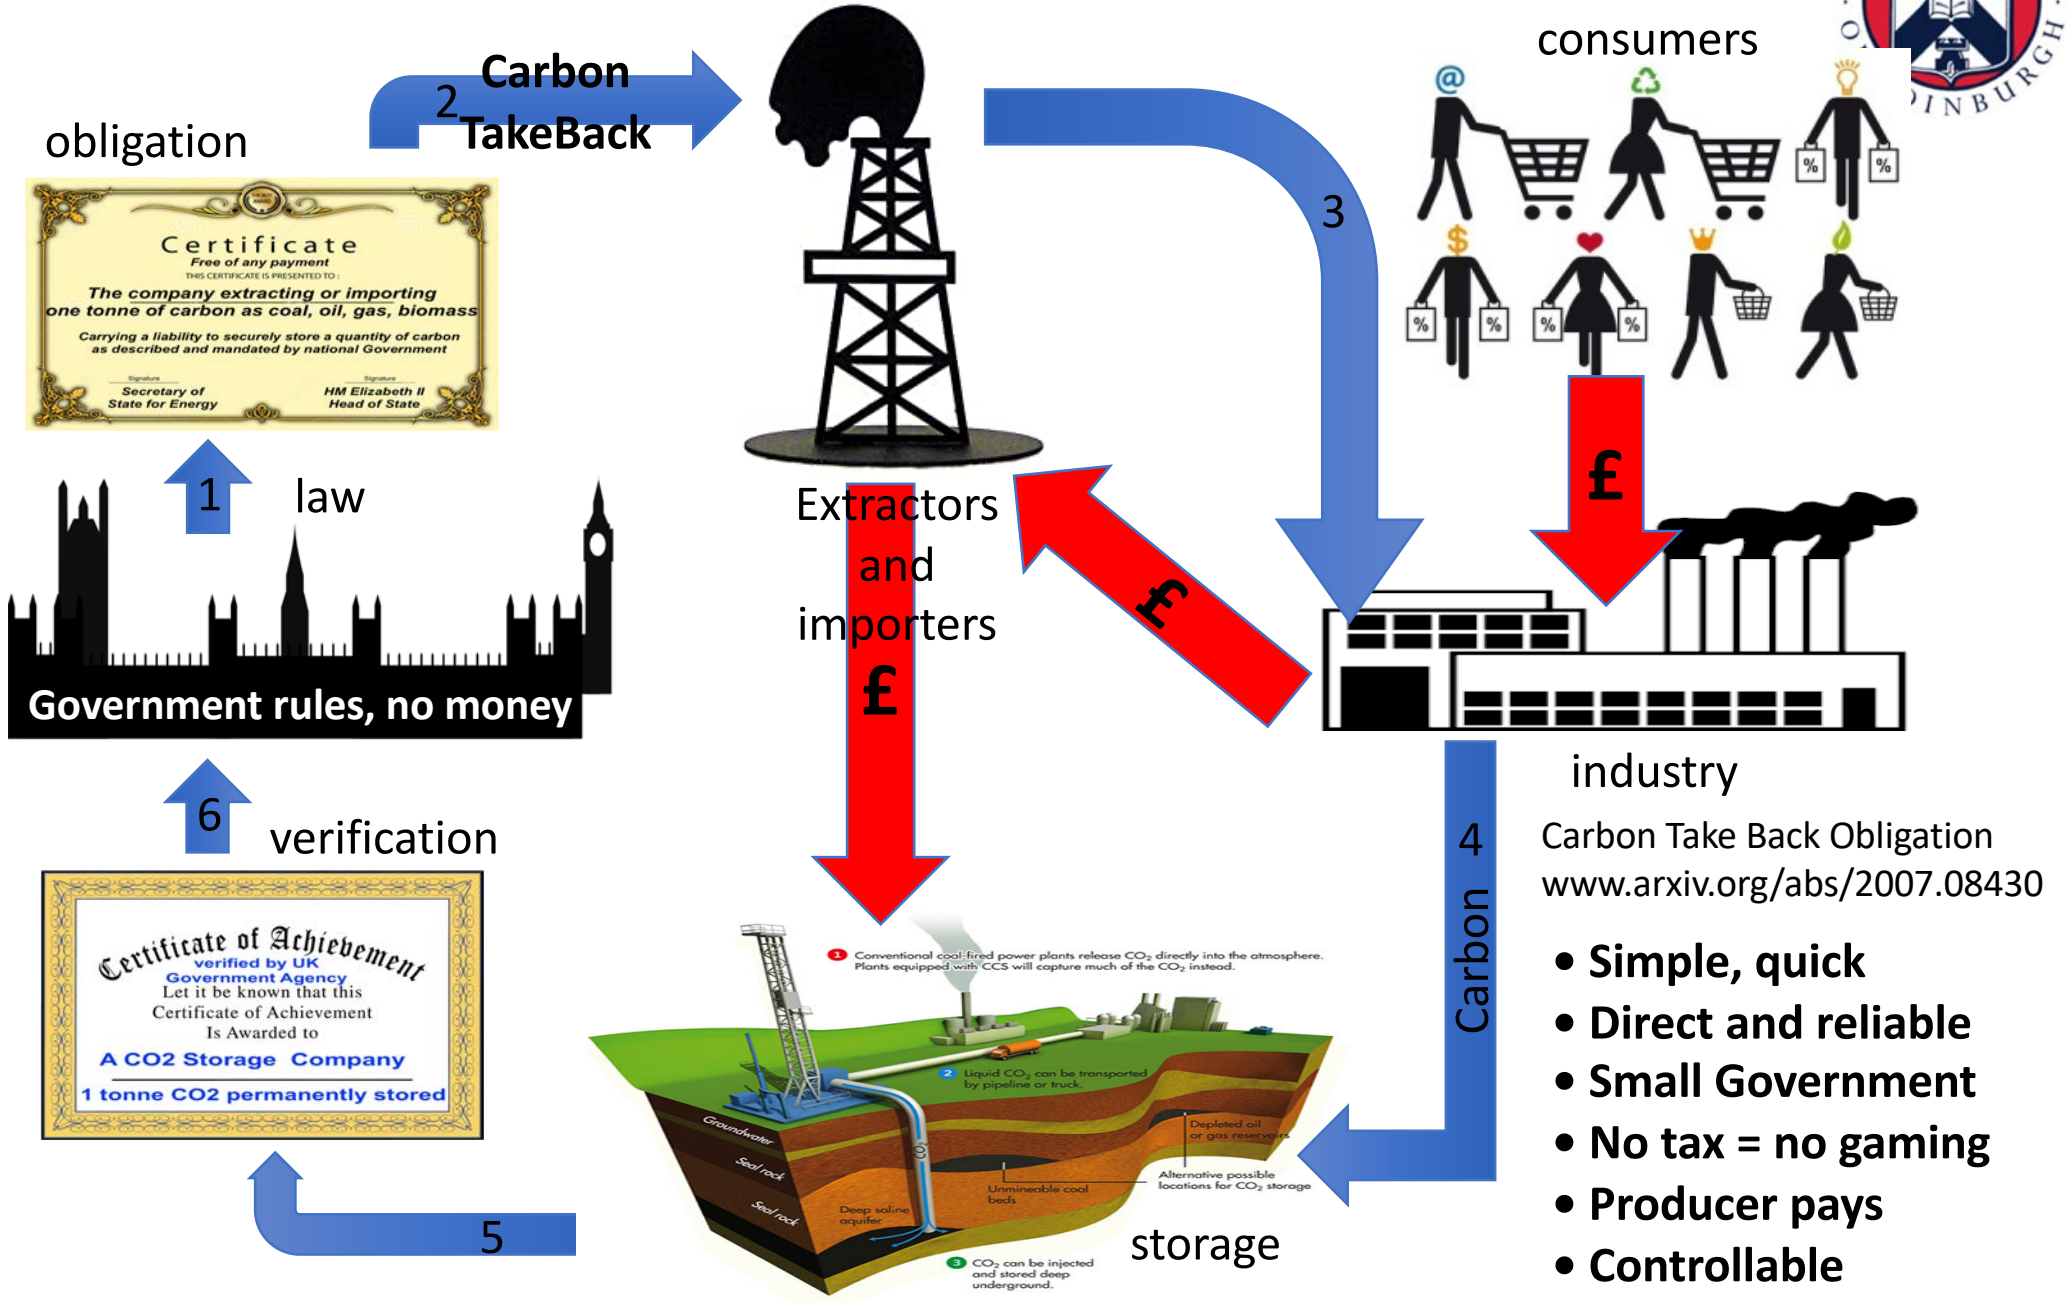 consumers
@
OF EDINBURGH
Carbon
2
TakeBack
obligation
3
% %
$
% % % %
Certificate
Free of any payment
THIS CERTIFICATE IS PRESENTED TO :
The company extracting or importing
one tonne of carbon as coal, oil, gas, biomass
Carrying a liability to securely store a quantity of carbon
as described and mandated by national Government
Signature Signature
Secretary of
State for Energy
HM Elizabeth II
Head of State
1
law
£
Extractors
and
importers
£
£
Government rules, no money
industry
6
verification
4
Carbon
Carbon Take Back Obligation
www.arxiv.org/abs/2007.08430
• Simple, quick
• Direct and reliable
• Small Government
• No tax = no gaming
• Producer pays
• Controllable
Certificate of Achievement
verified by UK
Government Agency
Let it be known that this
Certificate of Achievement
Is Awarded to
A CO2 Storage Company
1 tonne CO2 permanently stored
1 Conventional coal-fired power plants release CO₂ directly into the atmosphere.
Plants equipped with CCS will capture much of the CO₂ instead.
2 Liquid CO₂ can be transported
by pipeline or truck.
Groundwater
Seal rock
Seal rock
CO₂
Depleted oil
or gas reservoirs
Alternative possible
locations for CO₂ storage
Unmineable coal
beds
Deep saline
aquifer
3 CO₂ can be injected
and stored deep
underground.
storage
5